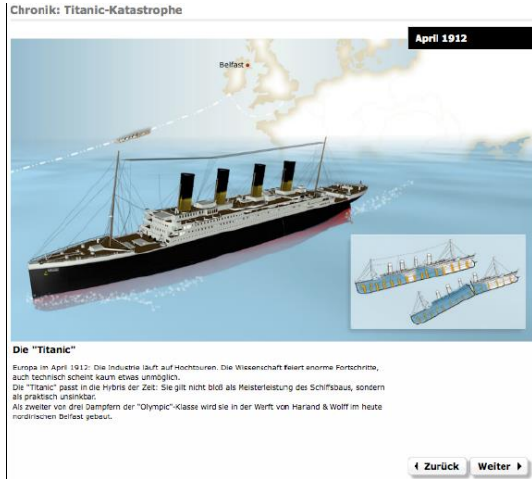 Chronik: Titanic-Katastrophe
April 1912
Belfast
Die "Titanic"
Europa im April 1912: Die Industrie läuft auf Hochtouren. Die Wissenschaft feiert enorme Fortschritte,
auch technisch scheint kaum etwas unmöglich.
Die "Titanic" passt in die Hybris der Zeit: Sie gilt nicht bloß als Meisterleistung des Schiffsbaus, sondern
als praktisch unsinkbar.
Als zweiter von drei Dampfern der "Olympic"-Klasse wird sie in der Werft von Harland & Wolff im heute
nordirischen Belfast gebaut.
Zurück
Weiter